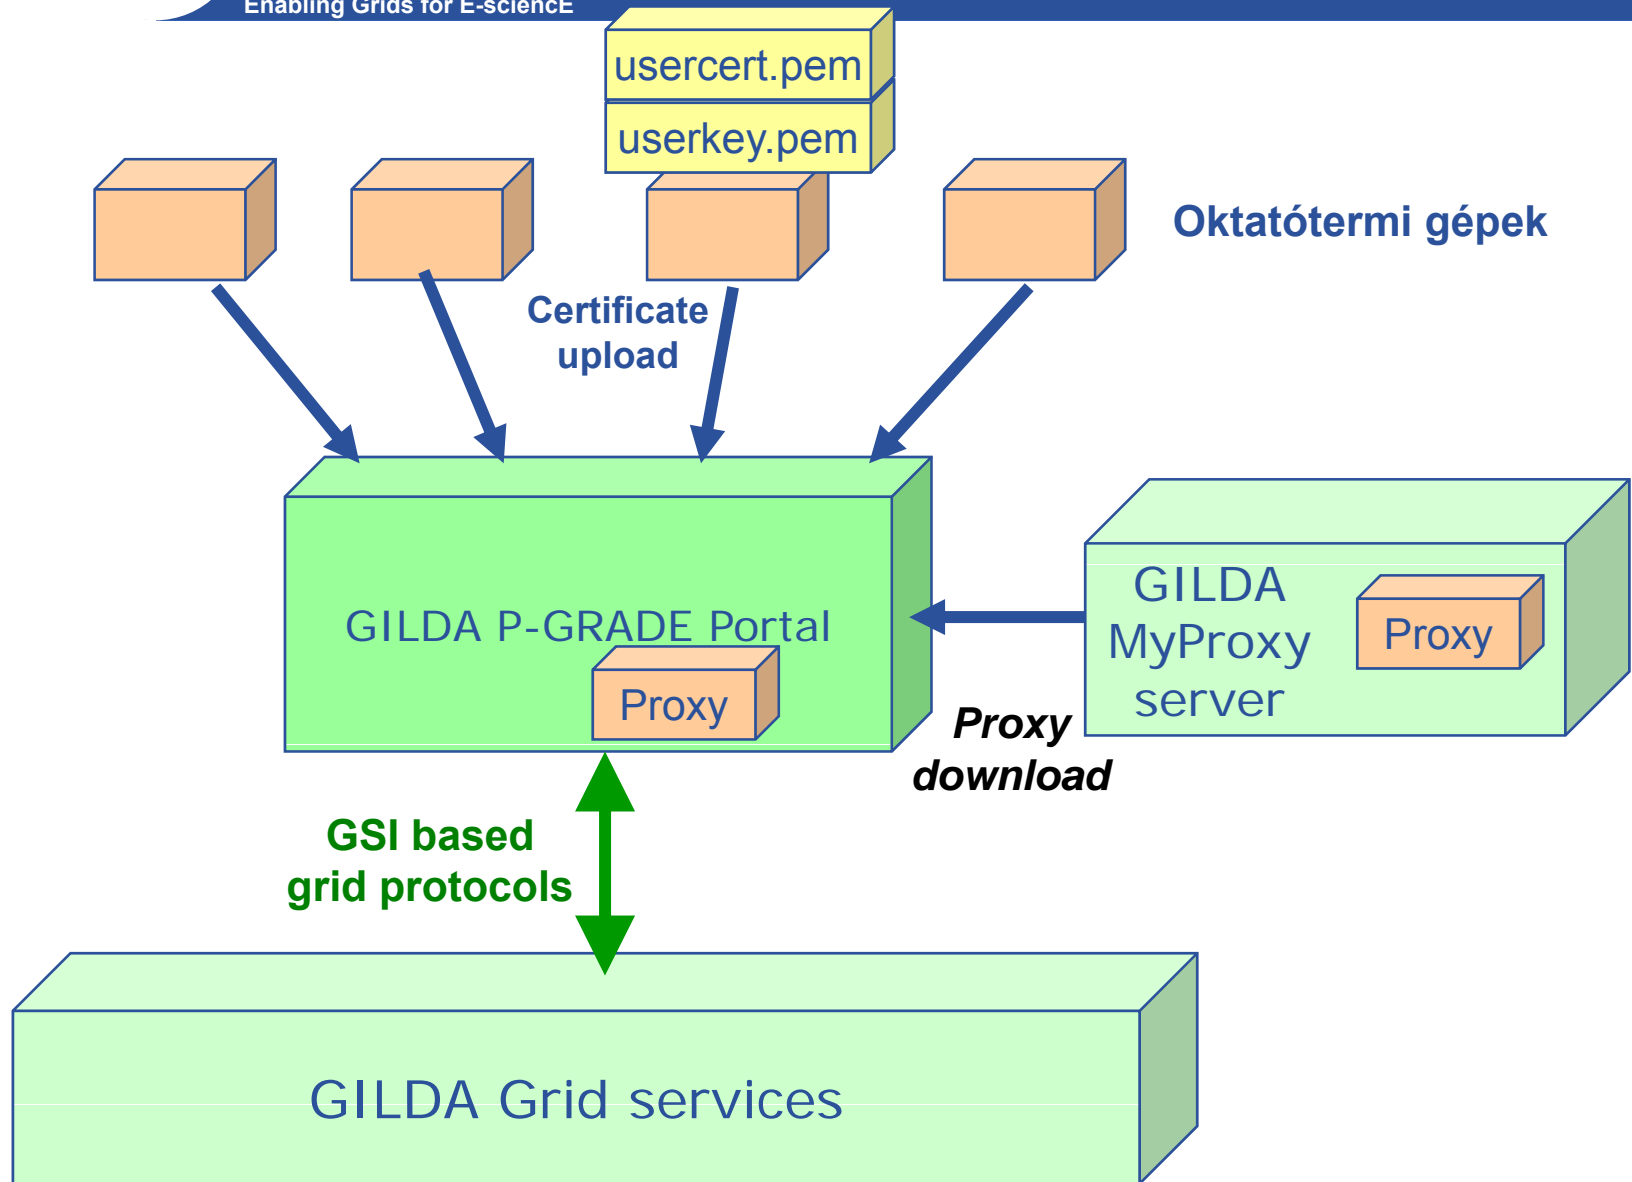 Enabling Grids for E-sciencE
usercert.pem
userkey.pem
Oktatótermi gépek
Certificate
upload
GILDA P-GRADE Portal
Proxy
GILDA
MyProxy
server
Proxy
Proxy
download
GSI based
grid protocols
GILDA Grid services